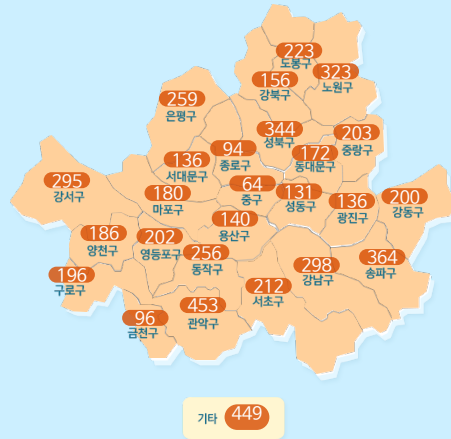 223
도봉구
323
노원구
156
강북구
259
은평구
344
성북구
203
중랑구
94
종로구
172
동대문구
136
서대문구
295
강서구
180
마포구
64
중구
131
성동구
136
광진구
200
강동구
140
용산구
186
양천구
202
영등포구
256
동작구
364
송파구
298
강남구
196
구로구
212
서초구
453
관악구
96
금천구
기타 449